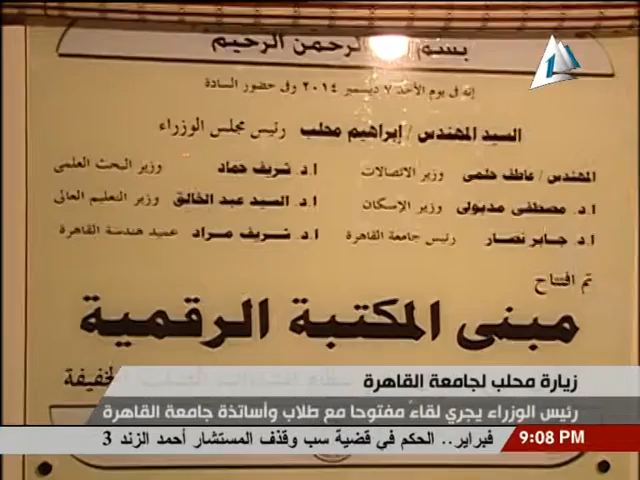 بسم الرحمن الرحيم
إنه فى يوم الأحد ٧ ديسمبر ٢٠١٤ وفى حضور السادة
السيد المهندس / إبراهيم محلب رئيس مجلس الوزراء
المهندس / عاطف حلمى وزير الاتصالات أ.د. شريف حماد وزير البحث العلمى
أ.د. مصطفى مدبولى وزير الإسكان أ.د. السيد عبد الخالق وزير التعليم العالى
أ.د. جابر نصار رئيس جامعة القاهرة أ.د. شريف مراد عميد هندسة القاهرة
تم افتتاح
مبنى المكتبة الرقمية
الخفيفة
زيارة محلب لجامعة القاهرة
رئيس الوزراء يجري لقاءً مفتوحا مع طلاب وأساتذة جامعة القاهرة
فبراير.. الحكم في قضية سب وقذف المستشار أحمد الزند 3
9:08 PM